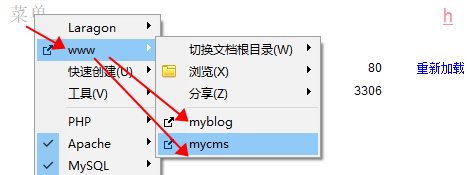 菜单
h
Laragon
www
快速创建(U)
工具(V)
PHP
Apache
MySQL
切换文档根目录(W)
浏览(X)
分享(Z)
myblog
mycms
80 重新加载
3306